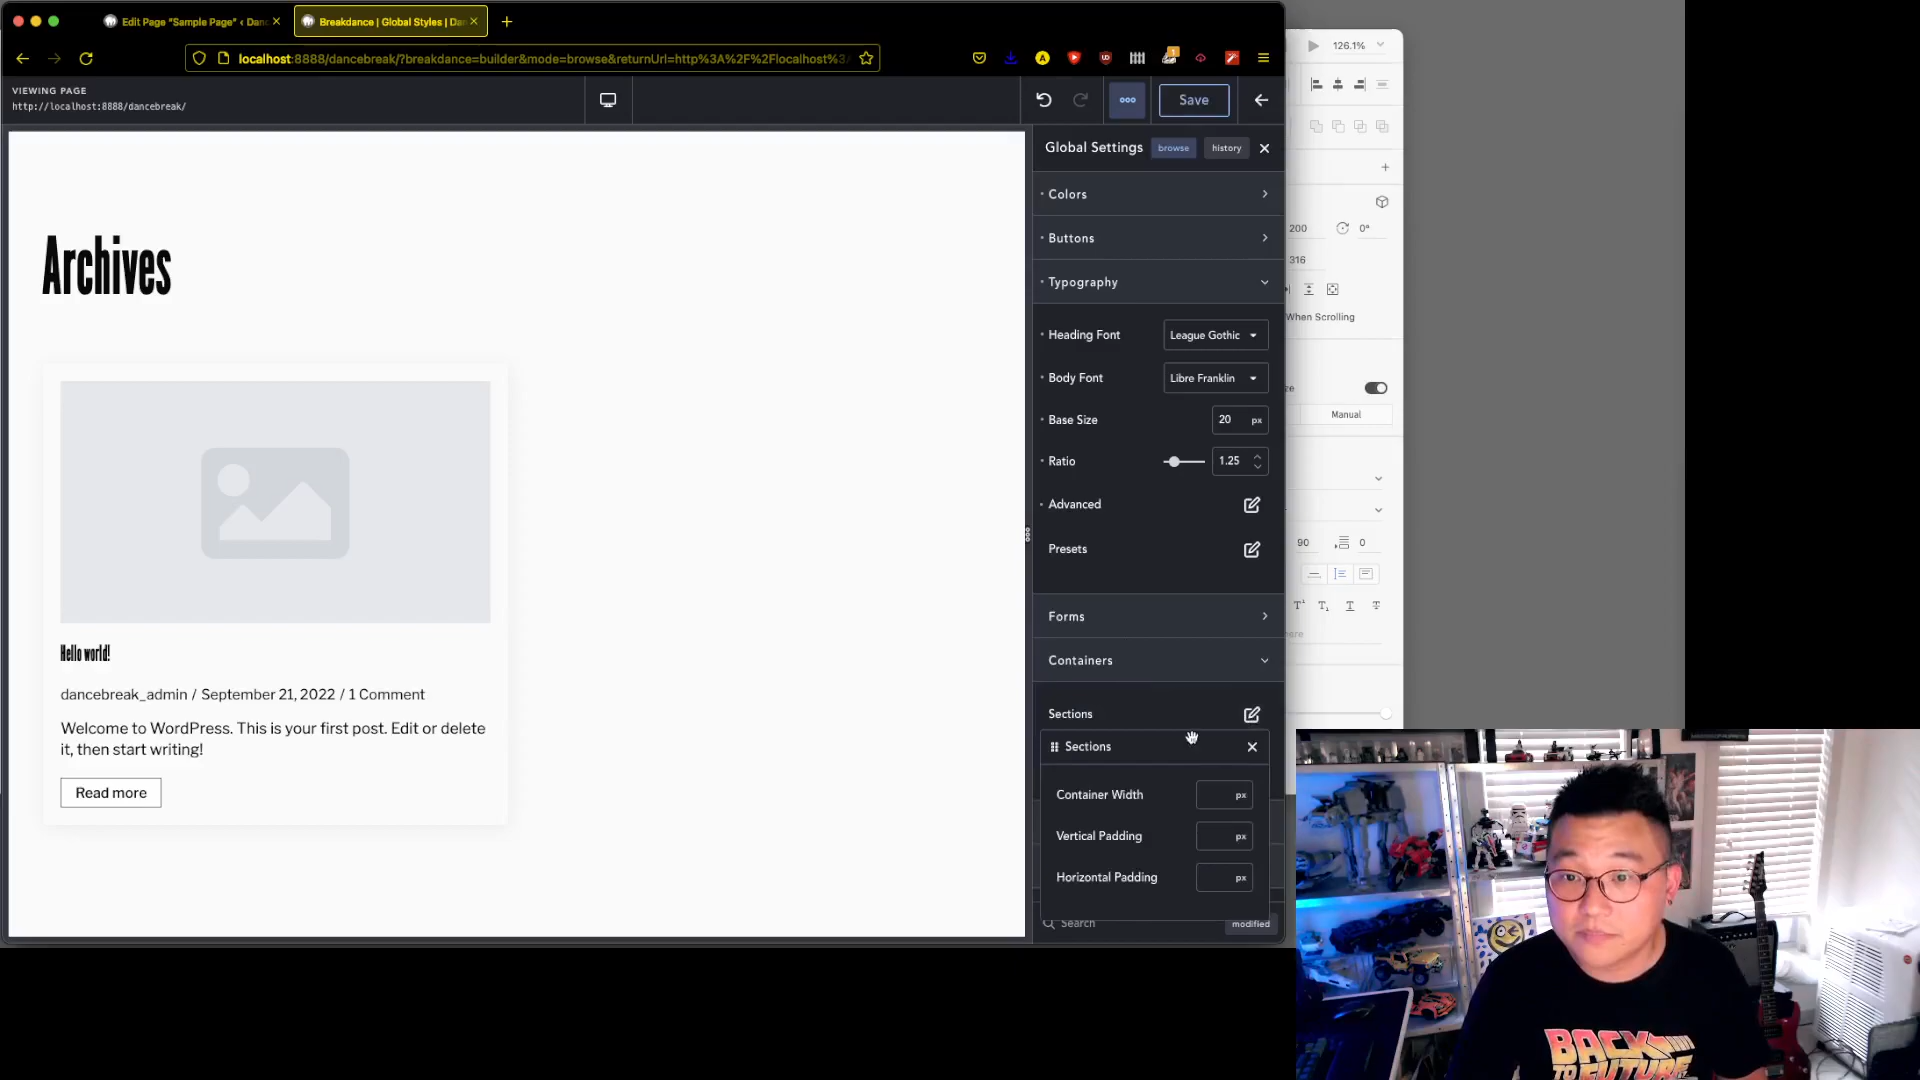 Edit Page "Sample Page" ‹ Danc
Breakdance | Global Styles | Da
localhost:8888/dancebreak/?breakdance=builder&mode=browse&returnUrl=http%3A%2F%2Flocalhost%3A
126.1%
VIEWING PAGE
http://localhost:8888/dancebreak/
Save
Global Settings
browse
history
Colors
Buttons
Typography
Heading Font
League Gothic
Body Font
Libre Franklin
Base Size
20 px
Ratio
1.25
Advanced
Presets
Forms
Containers
Sections
Sections
Container Width
px
Vertical Padding
px
Horizontal Padding
px
Search
modified
Archives
Hello world!
dancebreak_admin / September 21, 2022 / 1 Comment
Welcome to WordPress. This is your first post. Edit or delete
it, then start writing!
Read more
200
0°
316
When Scrolling
Manual
90
0
BACK
TO FUTURE